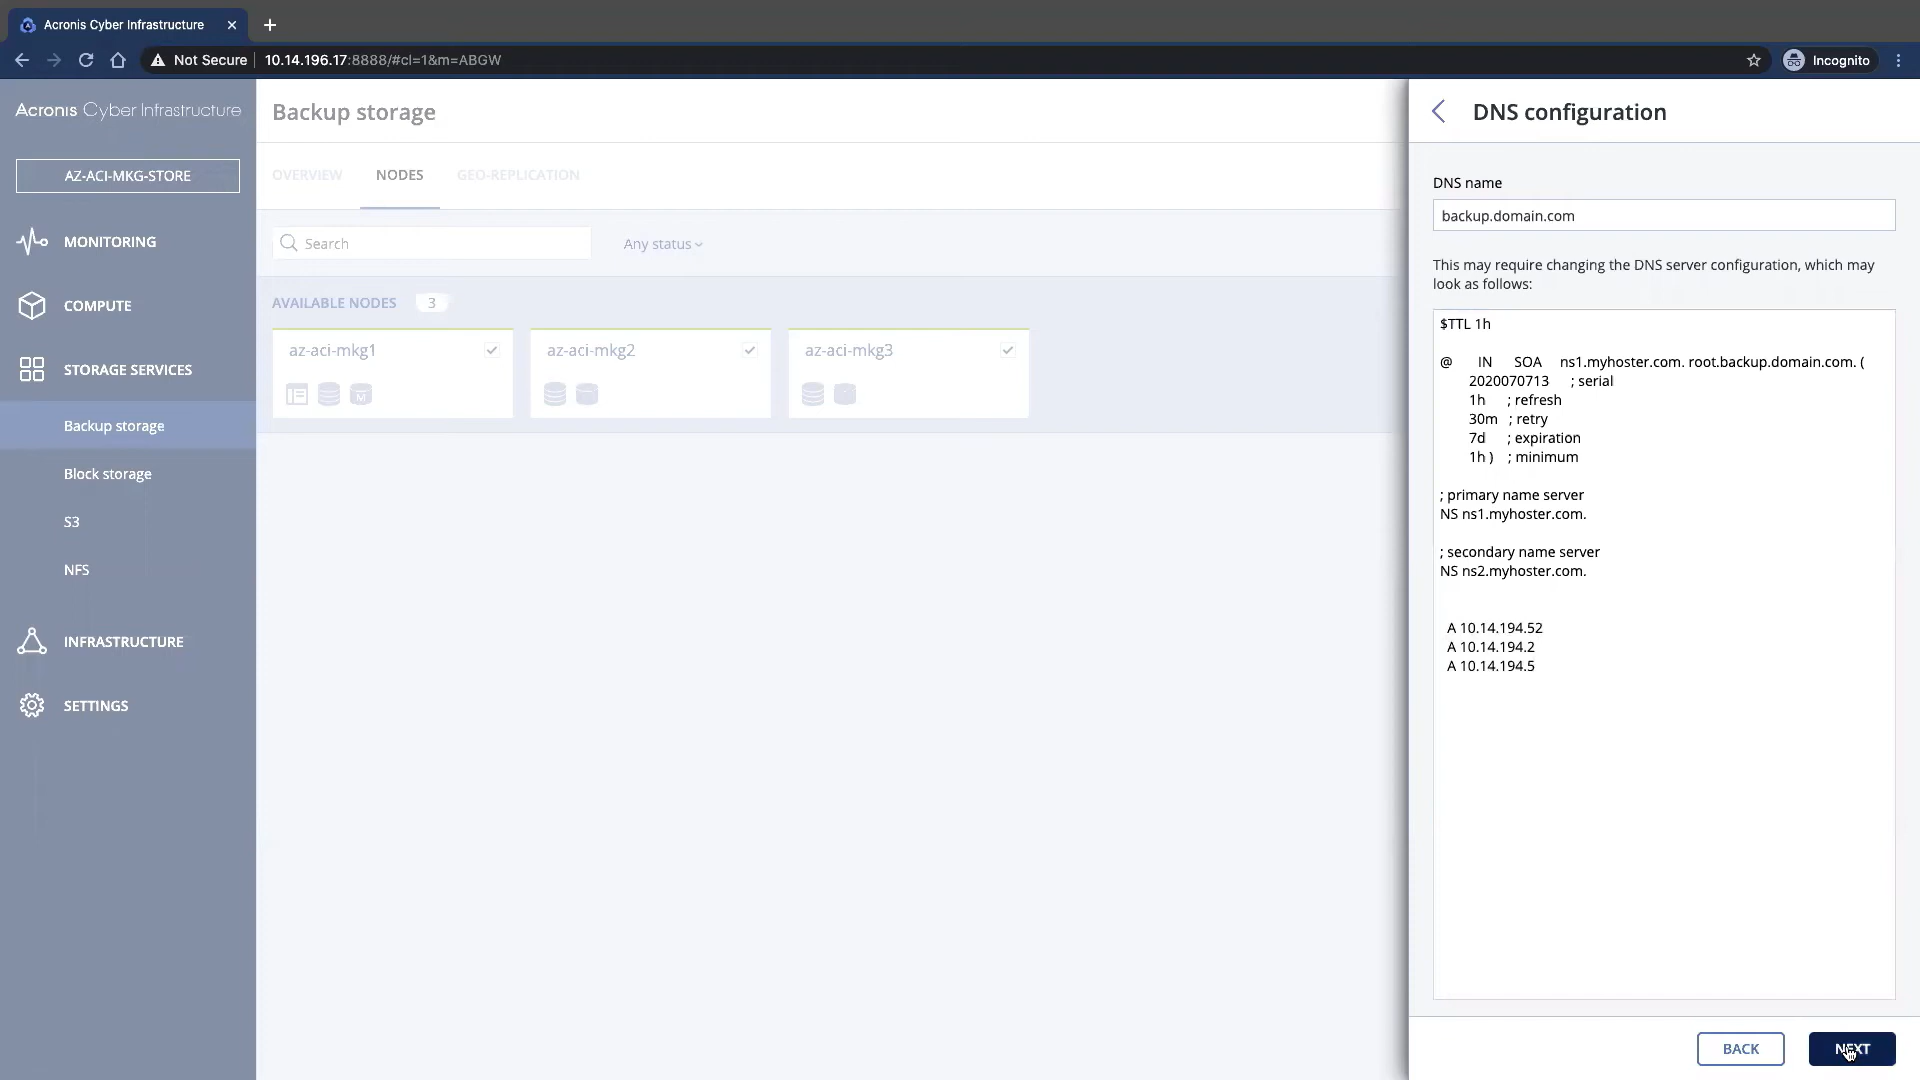 Acronis Cyber Infrastructure
Not Secure
10.14.196.17:8888/#cl=1&m=ABGW
Incognito
Acronis Cyber Infrastructure
AZ-ACI-MKG-STORE
MONITORING
COMPUTE
STORAGE SERVICES
Backup storage
Block storage
S3
NFS
INFRASTRUCTURE
SETTINGS
Backup storage
OVERVIEW
NODES
GEO-REPLICATION
Search
Any status
AVAILABLE NODES 3
az-aci-mkg1
M
az-aci-mkg2
az-aci-mkg3
DNS configuration
DNS name
backup.domain.com
This may require changing the DNS server configuration, which may
look as follows:
$TTL 1h
@ IN SOA ns1.myhoster.com. root.backup.domain.com. (
2020070713 ; serial
1h ; refresh
30m ; retry
7d ; expiration
1h ) ; minimum
; primary name server
NS ns1.myhoster.com.
; secondary name server
NS ns2.myhoster.com.
A 10.14.194.52
A 10.14.194.2
A 10.14.194.5
BACK
NEXT